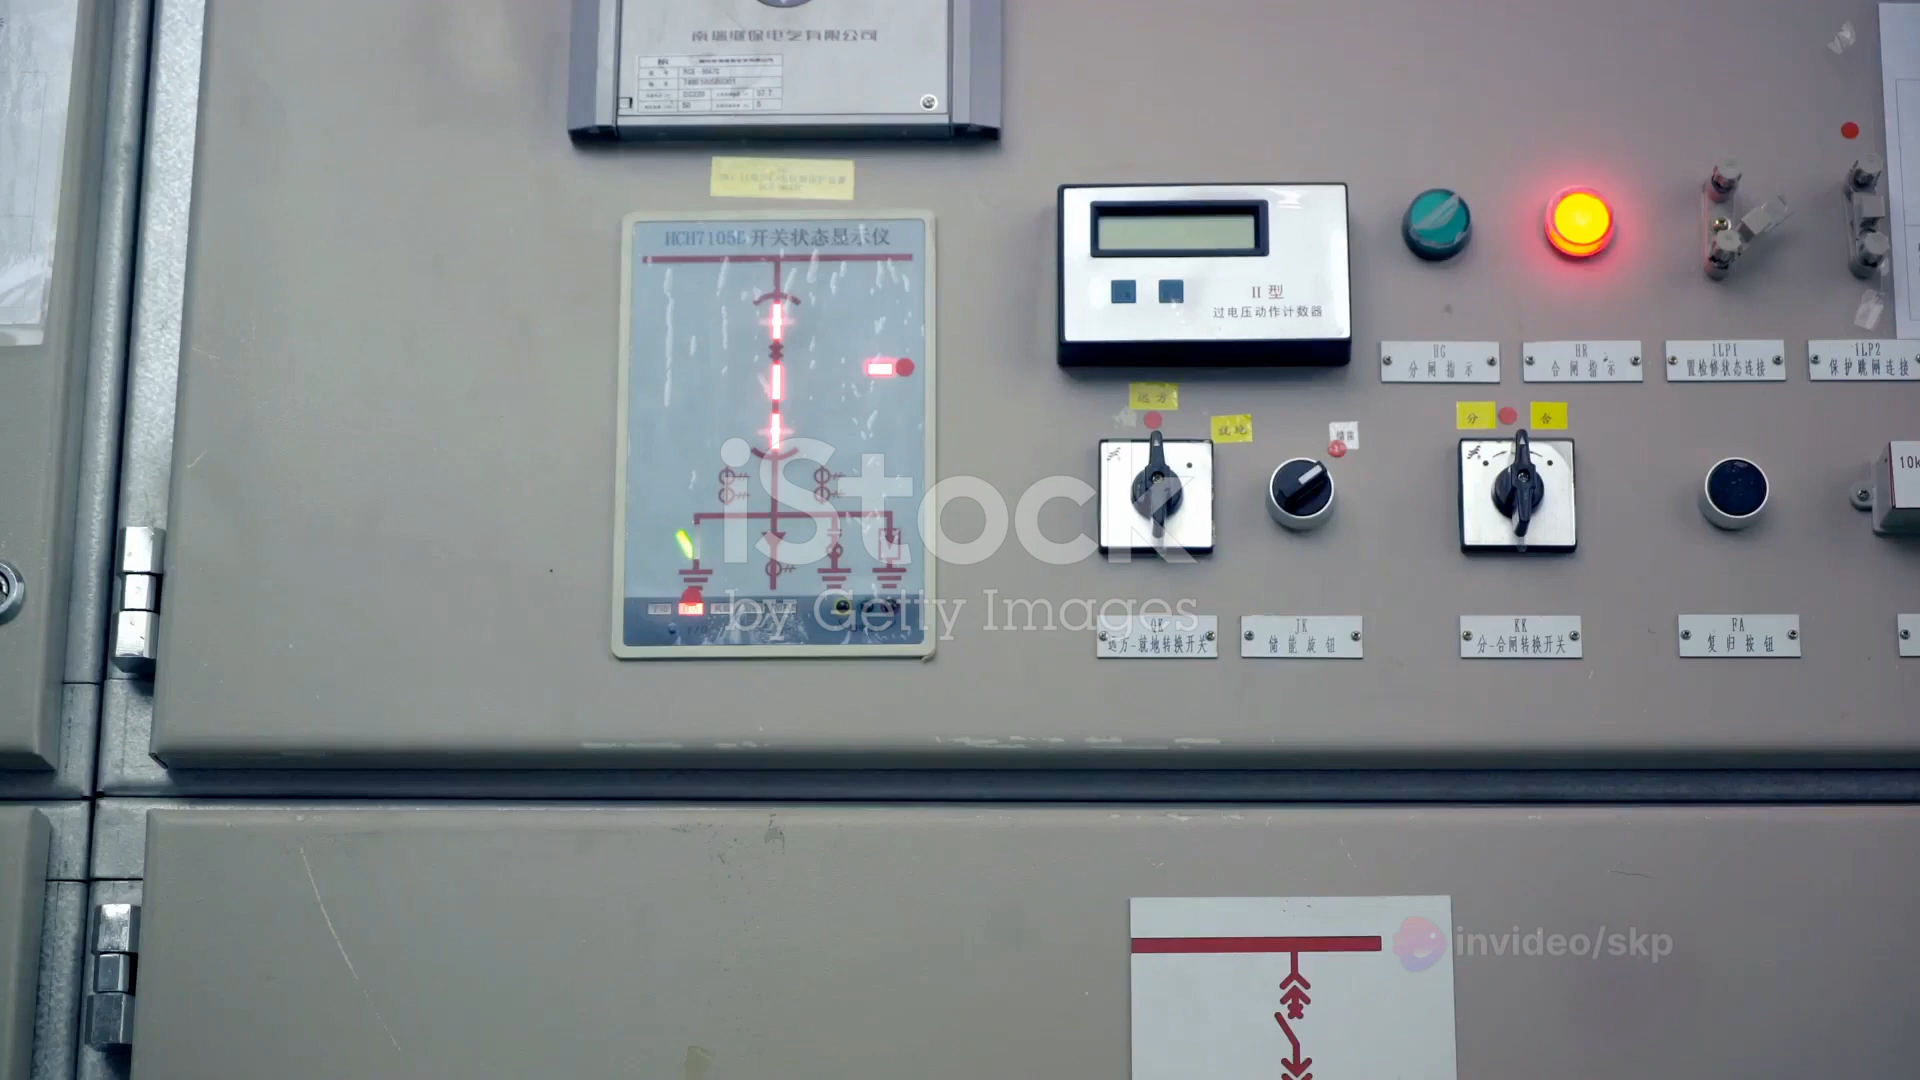 南瑞继保电气有限公司
HCH7105B 开关状态显示仪
II 型
过电压动作计数器
HG
分闸指示
HR
合闸指示
1LP1
置检修状态连接
1LP2
保护跳闸连接
远方
就地
储能
分
合
10k
QK
远方-就地转换开关
JK
储能旋钮
KK
分-合闸转换开关
FA
复归按钮
iStock
by Getty Images
invideo/skp